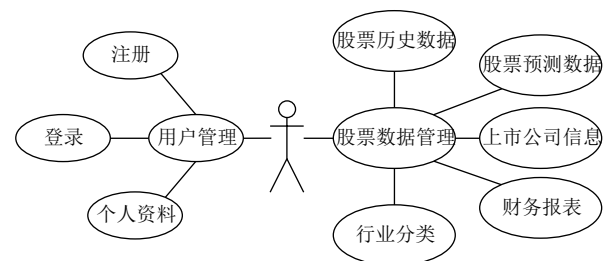 股票历史数据
注册
股票预测数据
登录
用户管理
股票数据管理
上市公司信息
个人资料
财务报表
行业分类